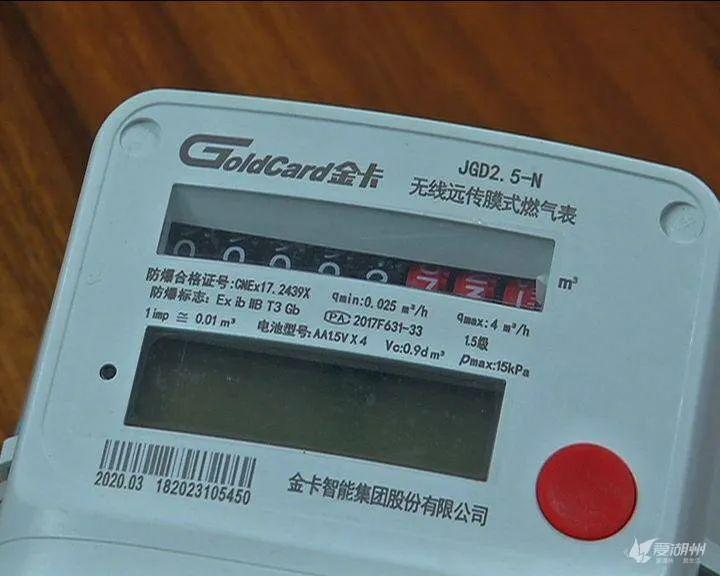 GoldCard金卡
JGD2.5-N
无线远传膜式燃气表
m³
防爆合格证号:CNEx17.2439X
防爆标志: Ex ib IIB T3 Gb
qmin:0.025 m³/h
qmax:4 m³/h
PA 2017F631-33
1.5级
1 imp ≅ 0.01 m³
电池型号:AA1.5V X 4
Vc:0.9d m³
Pmax:15kPa
2020.03 182023105450
金卡智能集团股份有限公司
爱湖州